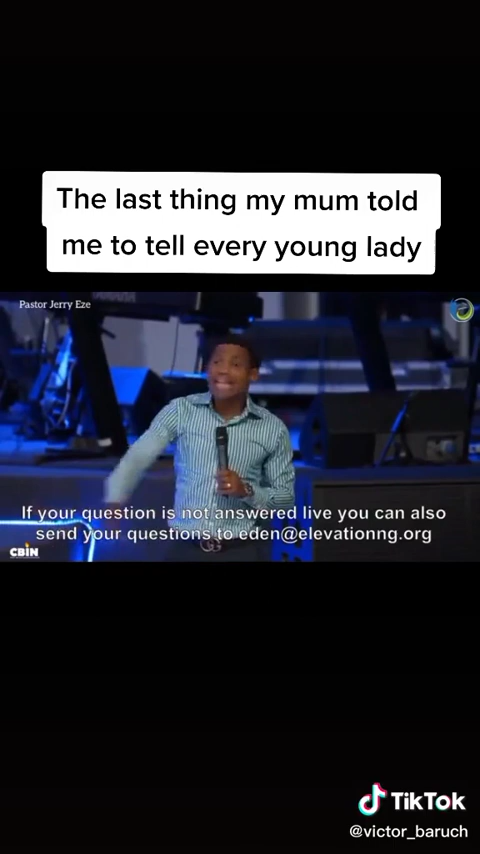 The last thing my mum told
me to tell every young lady
Pastor Jerry Eze
If your question is not answered live you can also
send your questions to eden@elevationng.org
CBIN
TikTok
@victor_baruch